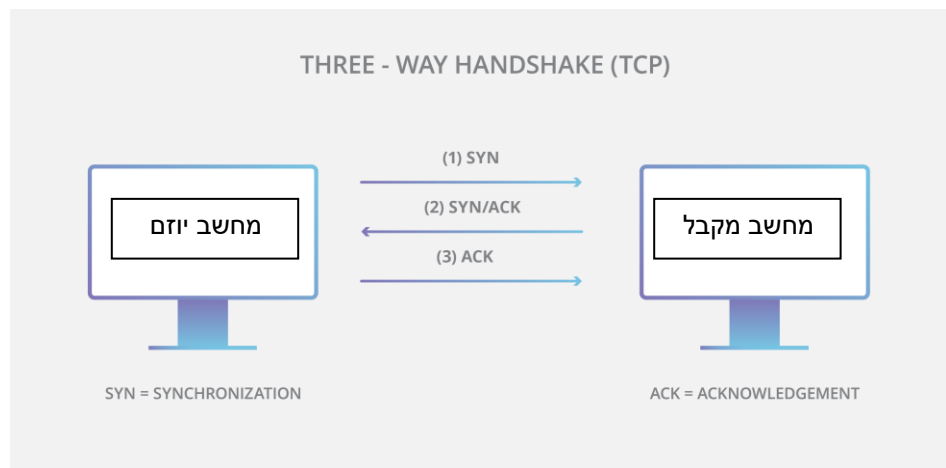 THREE - WAY HANDSHAKE (TCP)
(1) SYN
(2) SYN/ACK
(3) ACK
מחשב יוזם
מחשב מקבל
SYN = SYNCHRONIZATION
ACK = ACKNOWLEDGEMENT